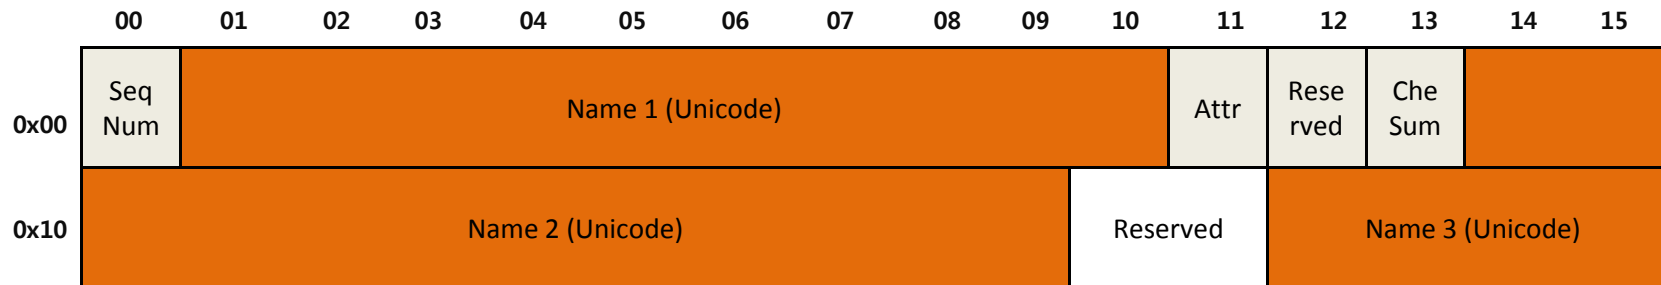 00 01 02 03 04 05 06 07 08 09 10 11 12 13 14 15
0x00
Seq
Num
Name 1 (Unicode)
Attr
Rese
rved
Che
Sum
0x10
Name 2 (Unicode)
Reserved
Name 3 (Unicode)